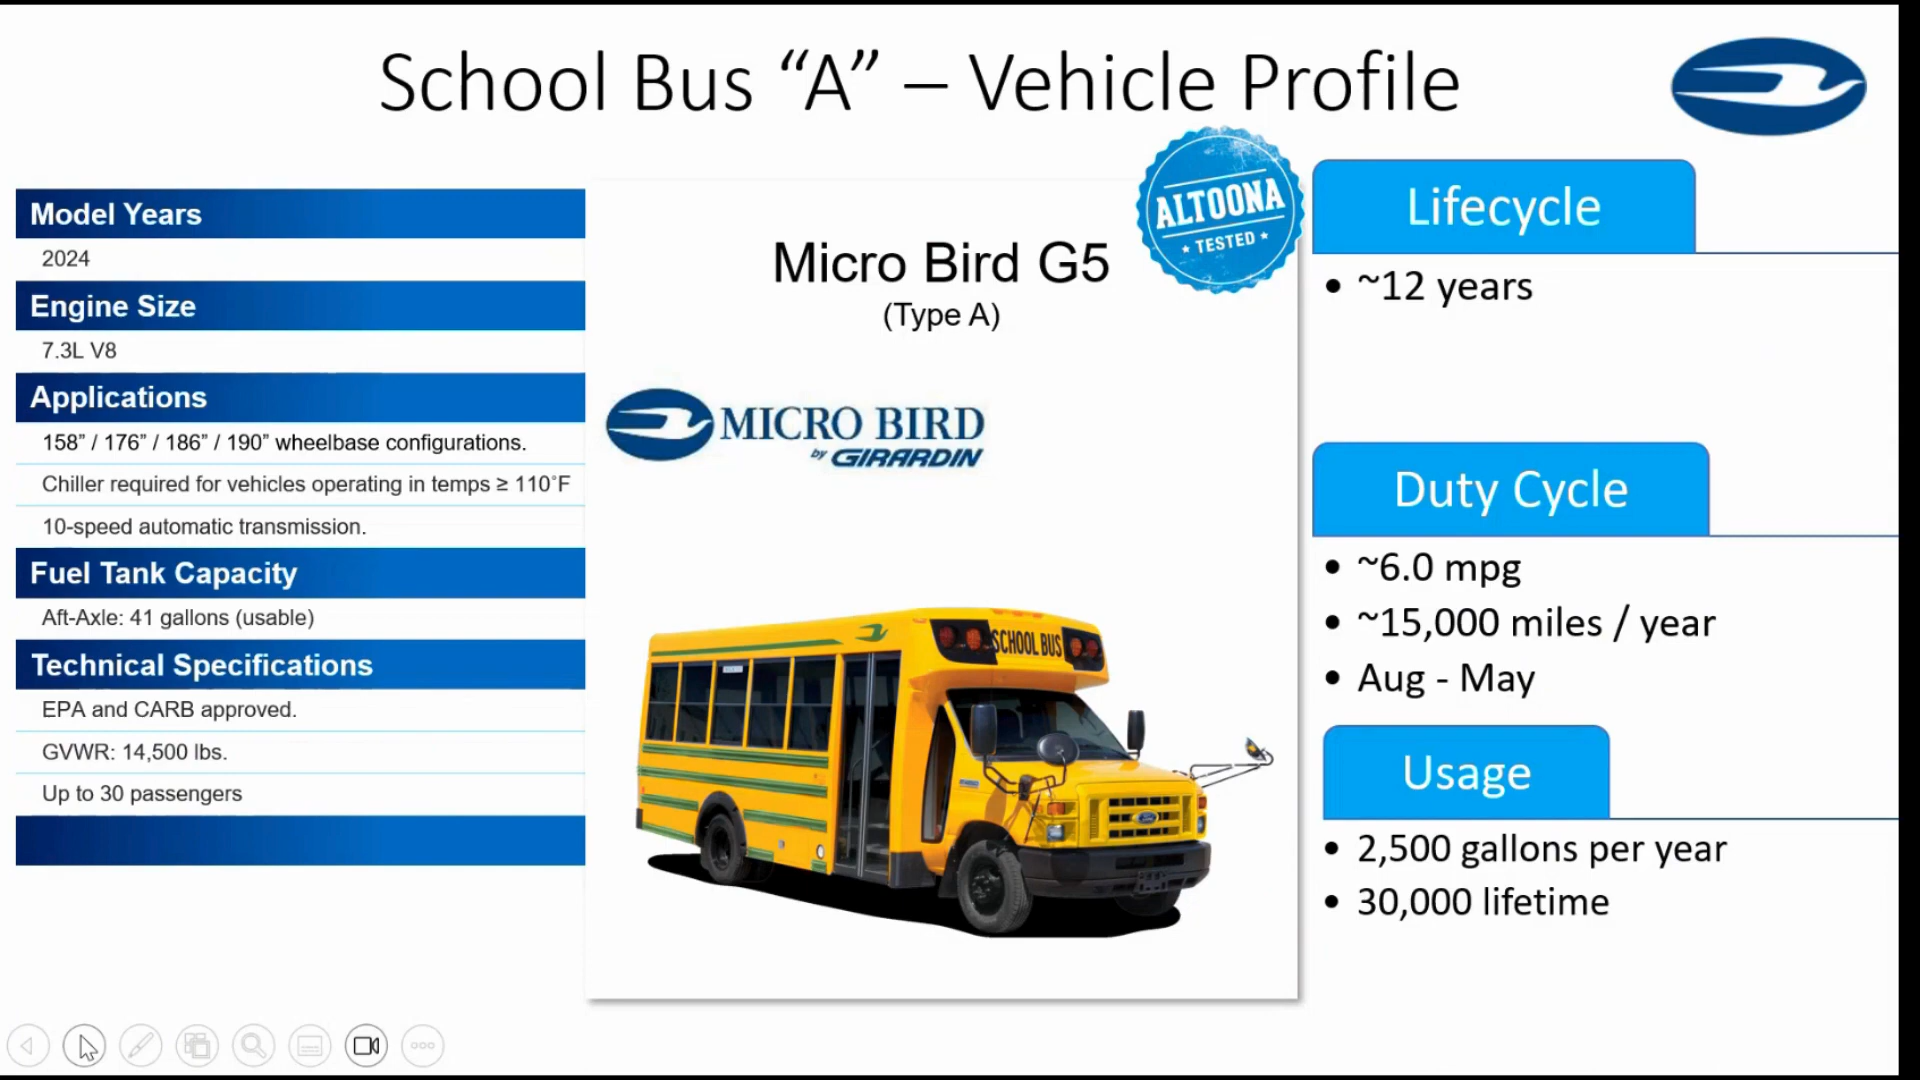 School Bus “A” – Vehicle Profile
Model Years
2024
Engine Size
7.3L V8
Applications
158” / 176” / 186” / 190” wheelbase configurations.
Chiller required for vehicles operating in temps ≥ 110˚F
10-speed automatic transmission.
Fuel Tank Capacity
Aft-Axle: 41 gallons (usable)
Technical Specifications
EPA and CARB approved.
GVWR: 14,500 lbs.
Up to 30 passengers
ALTOONA
★ TESTED ★
Micro Bird G5
(Type A)
MICRO BIRD
by GIRARDIN
SCHOOL BUS
Ford
Lifecycle
• ~12 years
Duty Cycle
• ~6.0 mpg
• ~15,000 miles / year
• Aug - May
Usage
• 2,500 gallons per year
• 30,000 lifetime